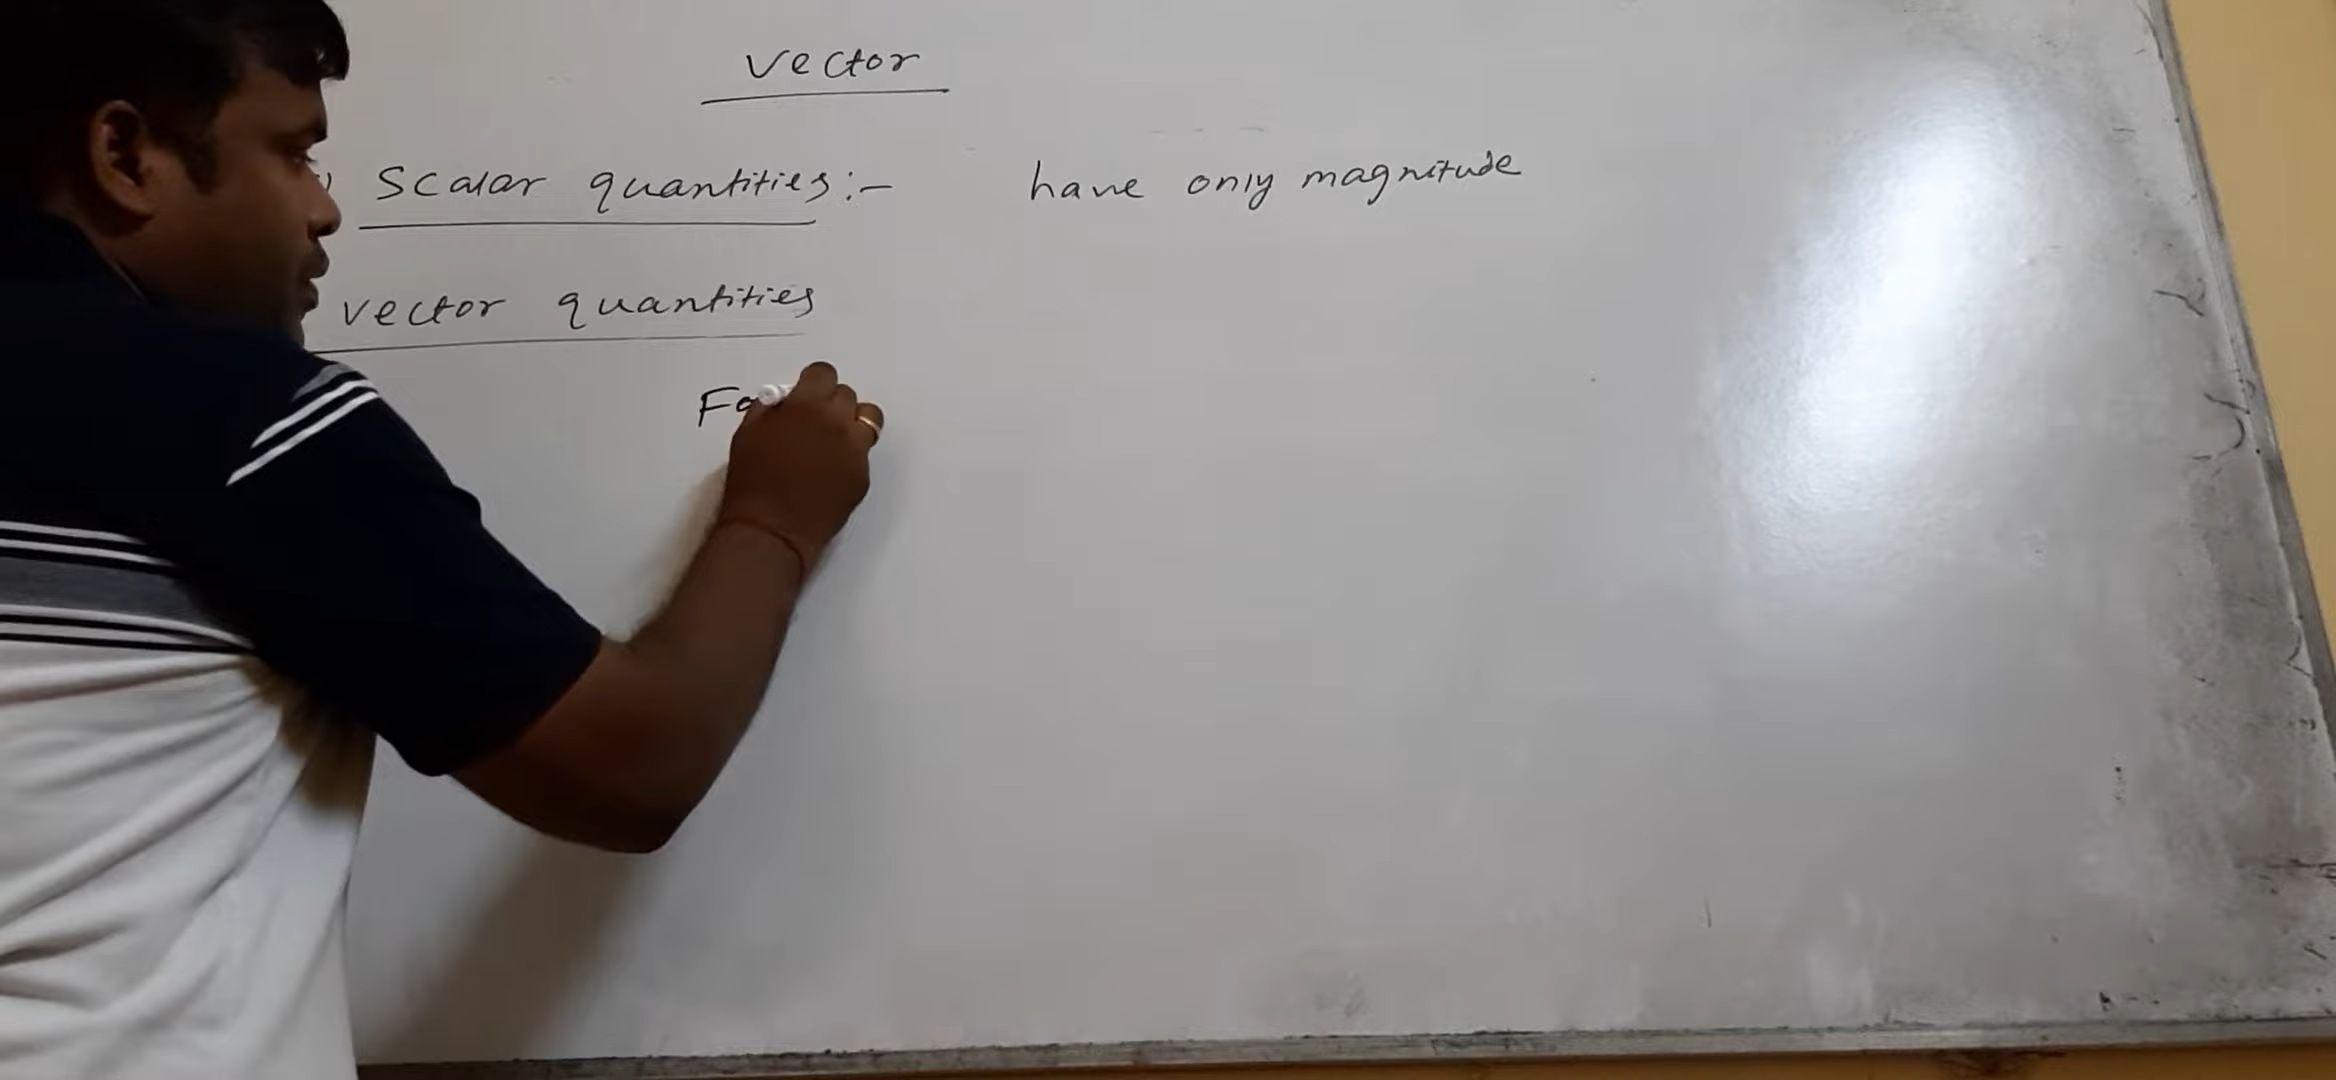 vector
scalar quantities:- have only magnitude
vector quantities
Fo